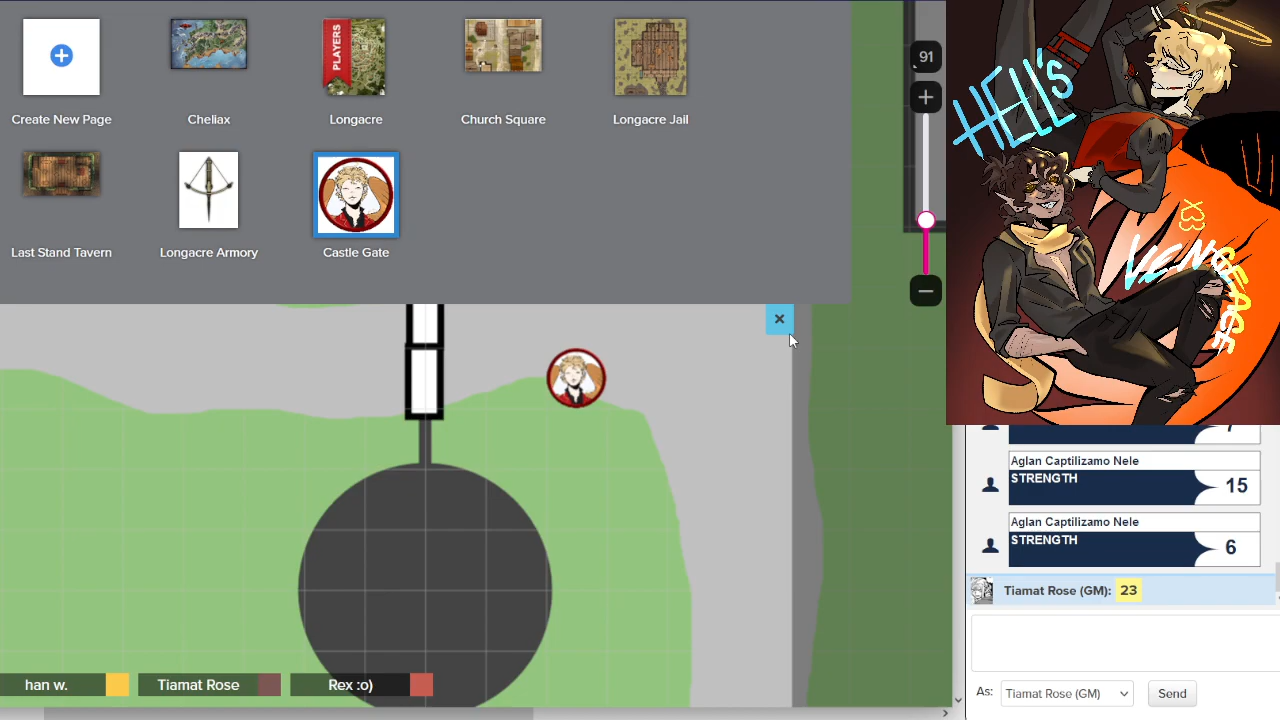 91
PLAYERS
Create New Page
Cheliax
Longacre
Church Square
Longacre Jail
Last Stand Tavern
Longacre Armory
Castle Gate
HELL'S
VENGEACE
7
Aglan Captilizamo Nele
STRENGTH
15
Aglan Captilizamo Nele
STRENGTH
6
Tiamat Rose (GM): 23
han w.
Tiamat Rose
Rex :o)
As:
Tiamat Rose (GM)
Send